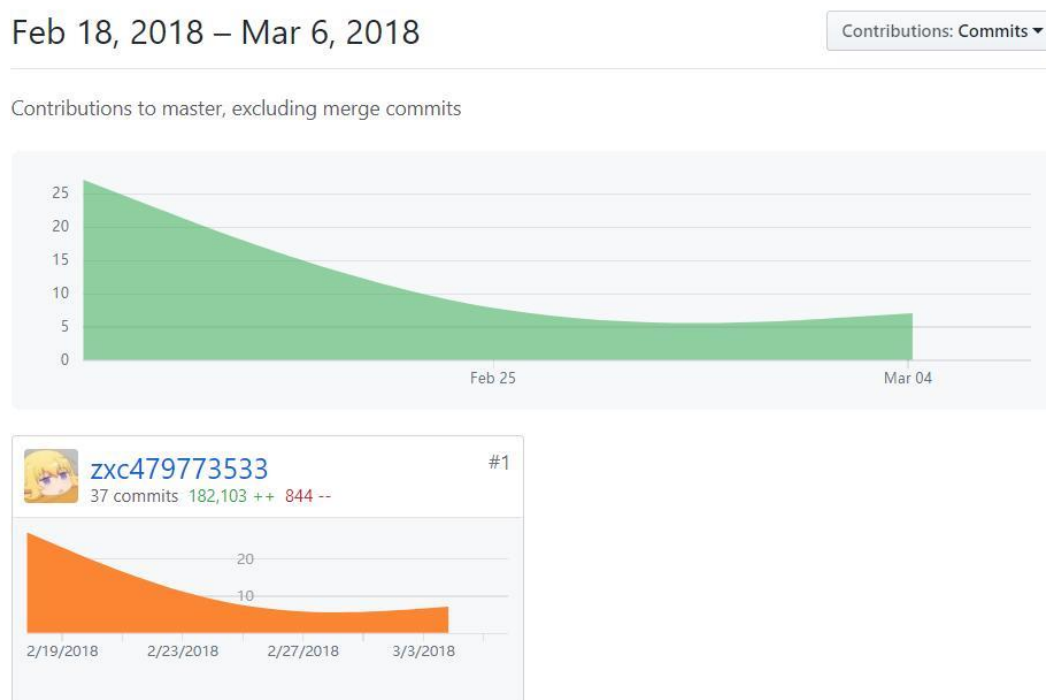 Feb 18, 2018 – Mar 6, 2018
Contributions: Commits
Contributions to master, excluding merge commits
25
20
15
10
5
0
Feb 25 Mar 04
zxc479773533 #1
37 commits 182,103 ++ 844 --
20
10
2/19/2018 2/23/2018 2/27/2018 3/3/2018